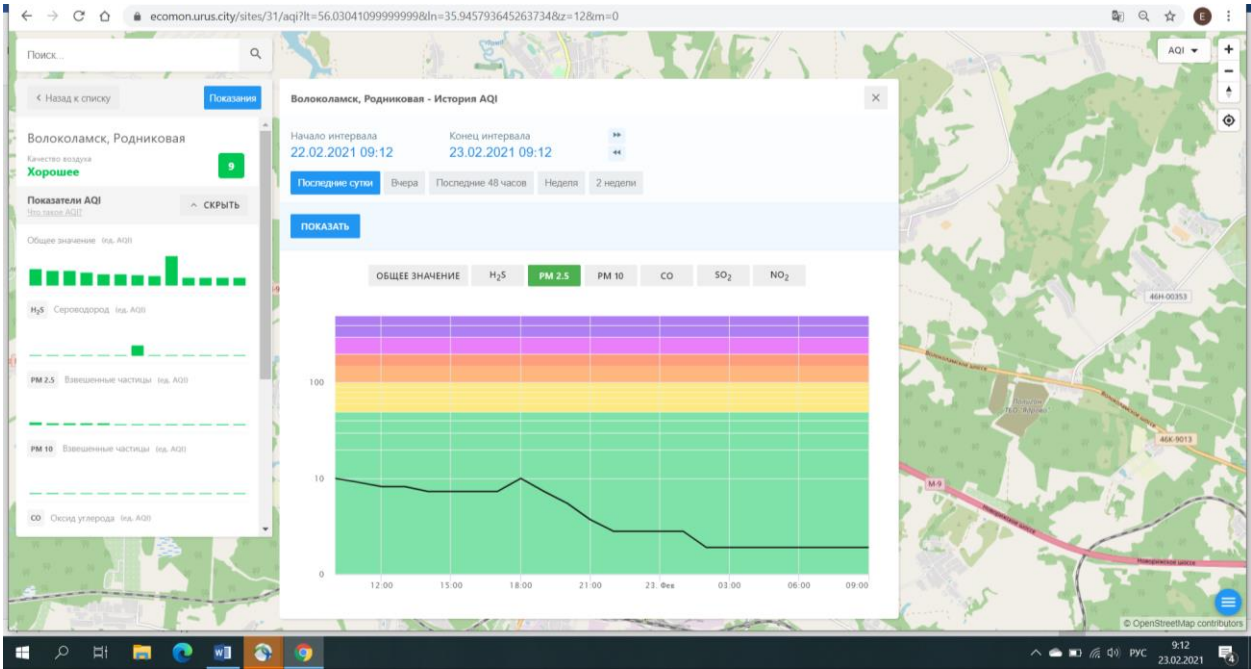 ecomon.urus.city/sites/31/aqi?lt=56.03041099999999&ln=35.945793645263734&z=12&m=0
E
Поиск...
AQI
Назад к списку
Показания
Волоколамск, Родниковая
Качество воздуха
Хорошее
9
Показатели AQI
Что такое AQI?
СКРЫТЬ
Общее значение (ед. AQI)
H₂S Сероводород (ед. AQI)
PM 2.5 Взвешенные частицы (ед. AQI)
PM 10 Взвешенные частицы (ед. AQI)
CO Оксид углерода (ед. AQI)
Волоколамск, Родниковая - История AQI
Начало интервала
Конец интервала
22.02.2021 09:12
23.02.2021 09:12
Последние сутки Вчера Последние 48 часов Неделя 2 недели
ПОКАЗАТЬ
ОБЩЕЕ ЗНАЧЕНИЕ H₂S PM 2.5 PM 10 CO SO₂ NO₂
100
10
0
12:00 15:00 18:00 21:00 23. Фев 03:00 06:00 09:00
46Н-00353
Волоколамское шоссе
46К-9013
М-9
Новорижское шоссе
© OpenStreetMap contributors
РУС
9:12
23.02.2021
4